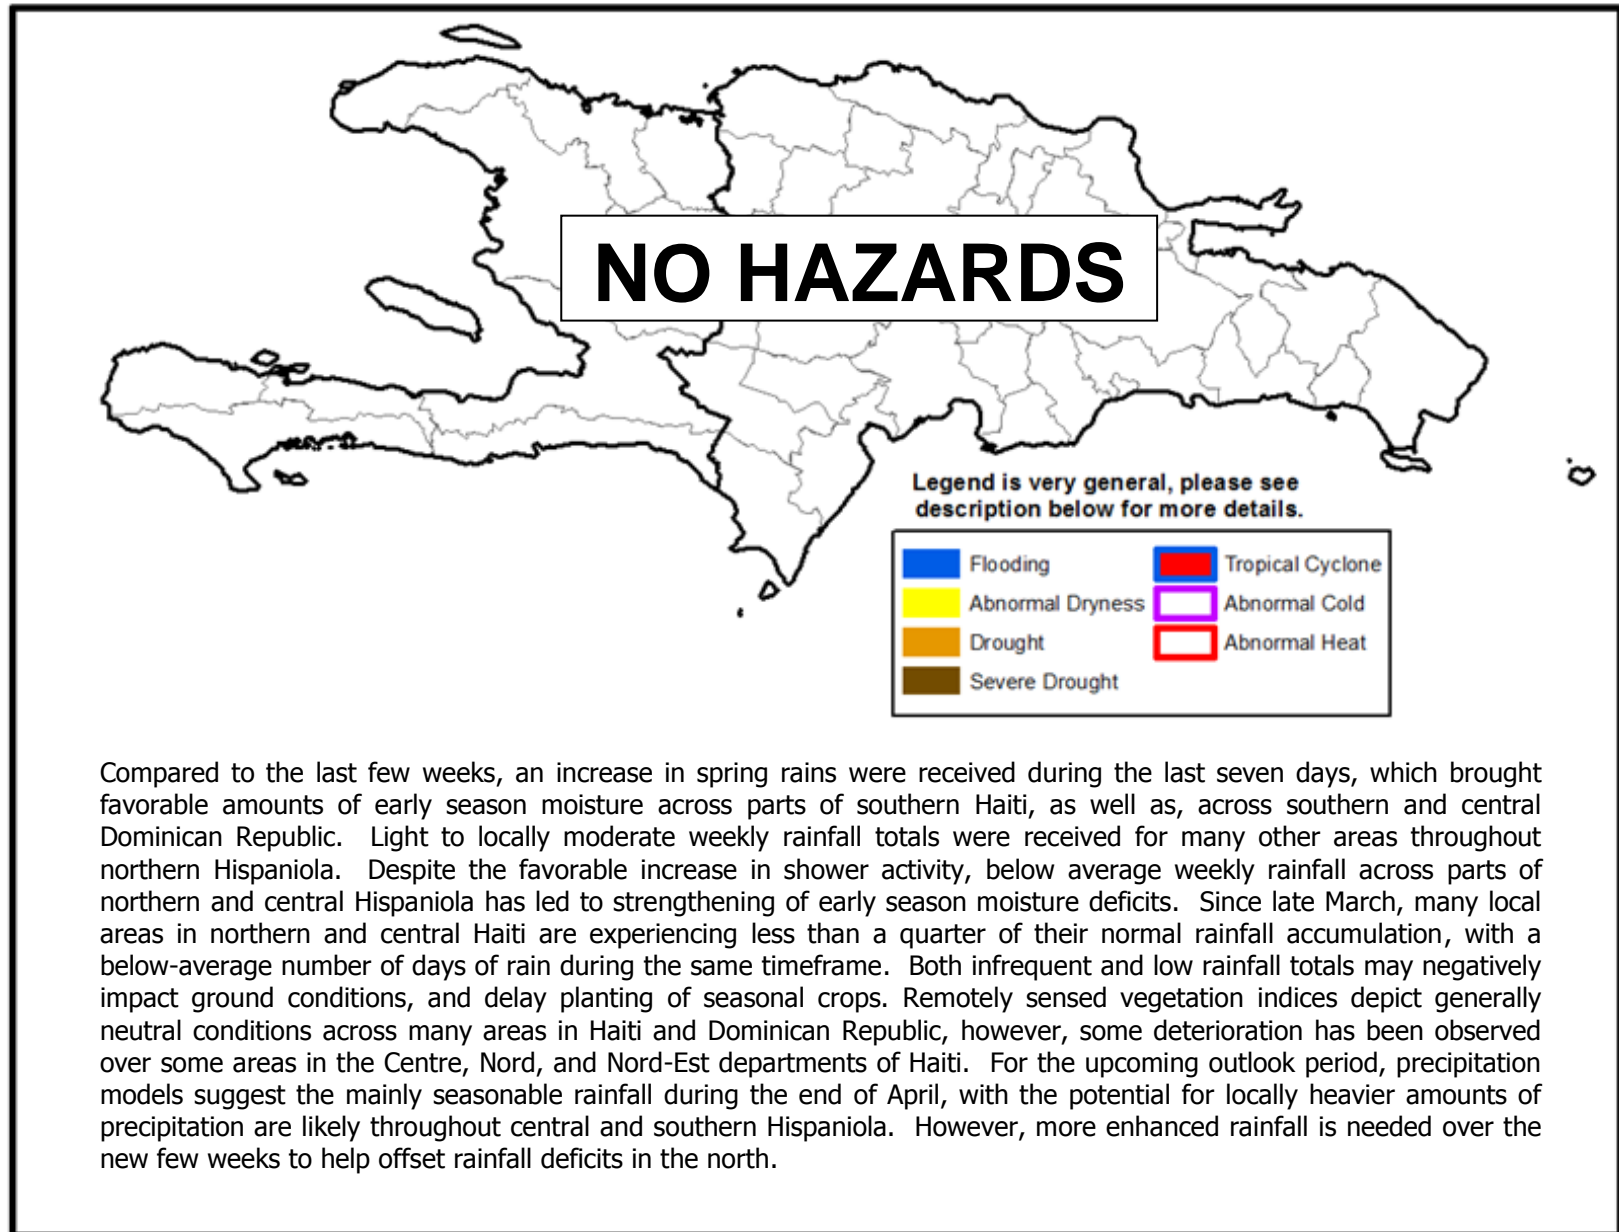 NO HAZARDS
Legend is very general, please see
description below for more details.
Flooding
Tropical Cyclone
Abnormal Dryness
Abnormal Cold
Drought
Abnormal Heat
Severe Drought
Compared to the last few weeks, an increase in spring rains were received during the last seven days, which brought
favorable amounts of early season moisture across parts of southern Haiti, as well as, across southern and central
Dominican Republic. Light to locally moderate weekly rainfall totals were received for many other areas throughout
northern Hispaniola. Despite the favorable increase in shower activity, below average weekly rainfall across parts of
northern and central Hispaniola has led to strengthening of early season moisture deficits. Since late March, many local
areas in northern and central Haiti are experiencing less than a quarter of their normal rainfall accumulation, with a
below-average number of days of rain during the same timeframe. Both infrequent and low rainfall totals may negatively
impact ground conditions, and delay planting of seasonal crops. Remotely sensed vegetation indices depict generally
neutral conditions across many areas in Haiti and Dominican Republic, however, some deterioration has been observed
over some areas in the Centre, Nord, and Nord-Est departments of Haiti. For the upcoming outlook period, precipitation
models suggest the mainly seasonable rainfall during the end of April, with the potential for locally heavier amounts of
precipitation are likely throughout central and southern Hispaniola. However, more enhanced rainfall is needed over the
new few weeks to help offset rainfall deficits in the north.